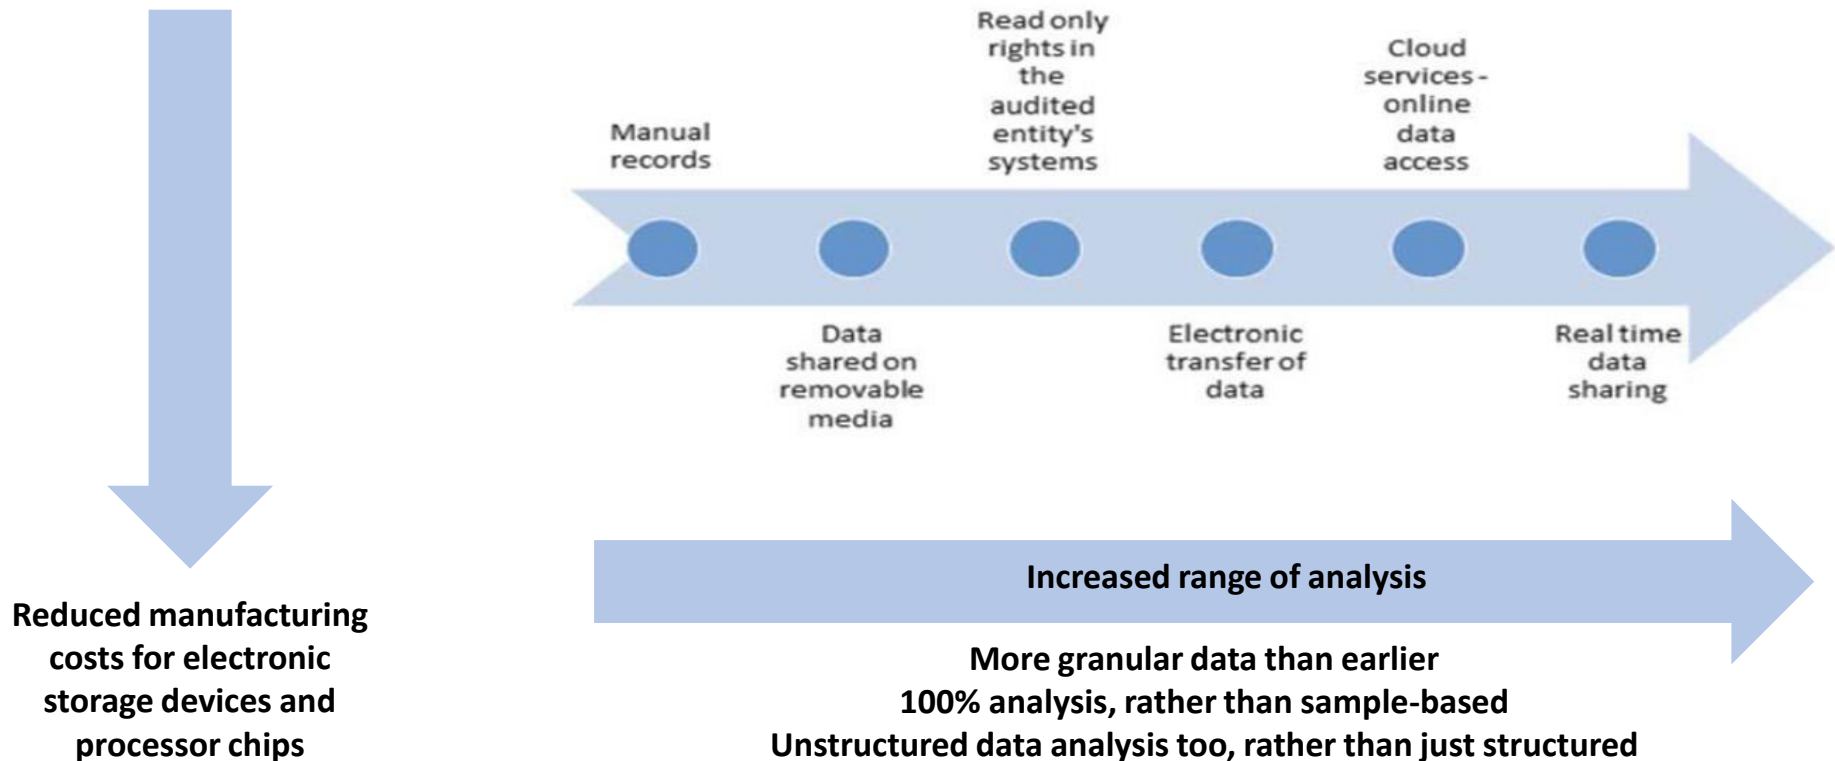 Manual
records
Data
shared on
removable
media
Read only
rights in
the
audited
entity's
systems
Electronic
transfer of
data
Cloud
services -
online
data
access
Real time
data
sharing
Reduced manufacturing
costs for electronic
storage devices and
processor chips
Increased range of analysis
More granular data than earlier
100% analysis, rather than sample-based
Unstructured data analysis too, rather than just structured